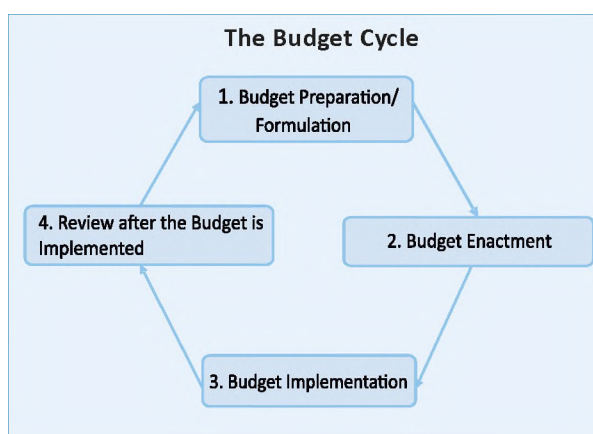 The Budget Cycle
1. Budget Preparation/
Formulation
2. Budget Enactment
3. Budget Implementation
4. Review after the Budget is
Implemented